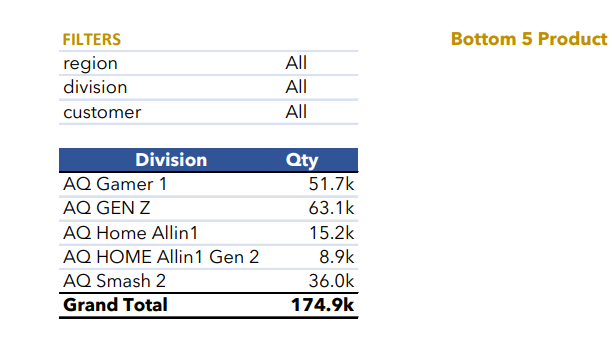 FILTERS Bottom 5 Product
region All
division All
customer All
Division Qty
AQ Gamer 1 51.7k
AQ GEN Z 63.1k
AQ Home Allin1 15.2k
AQ HOME Allin1 Gen 2 8.9k
AQ Smash 2 36.0k
Grand Total 174.9k